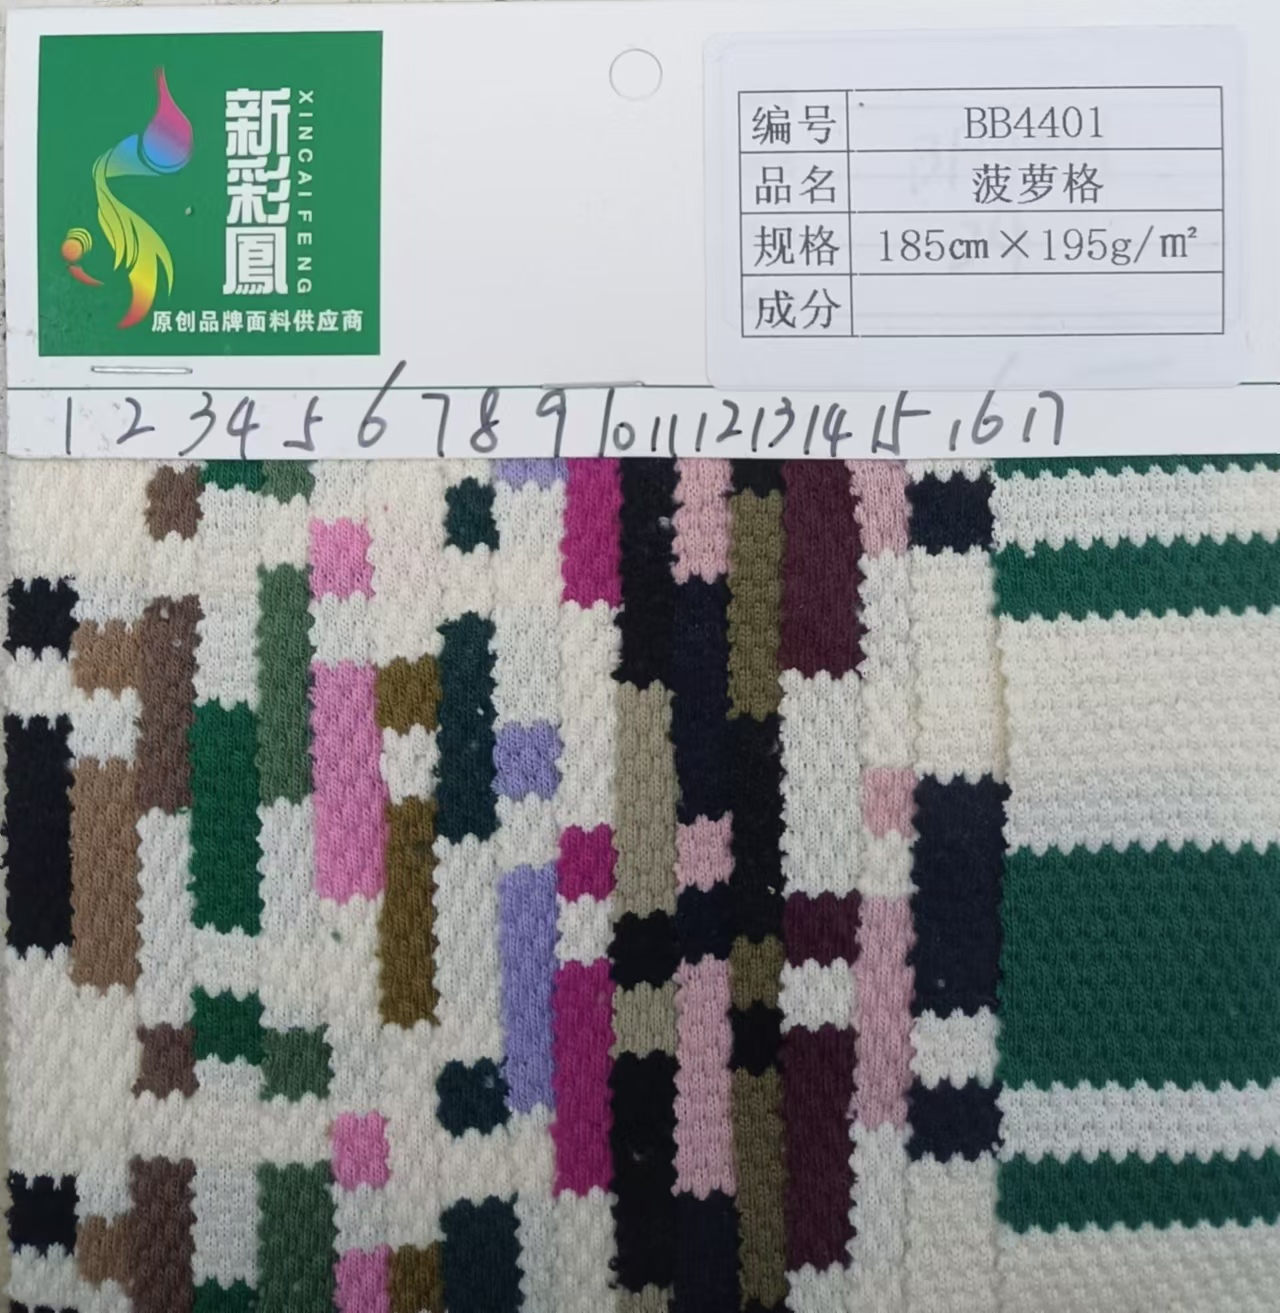 新彩鳳
XINCAIFENG
原创品牌面料供应商
编号 BB4401
品名 菠萝格
规格 185cm×195g/m²
成分
1 2 3 4 5 6 7 8 9 10 11 12 13 14 15 16 17